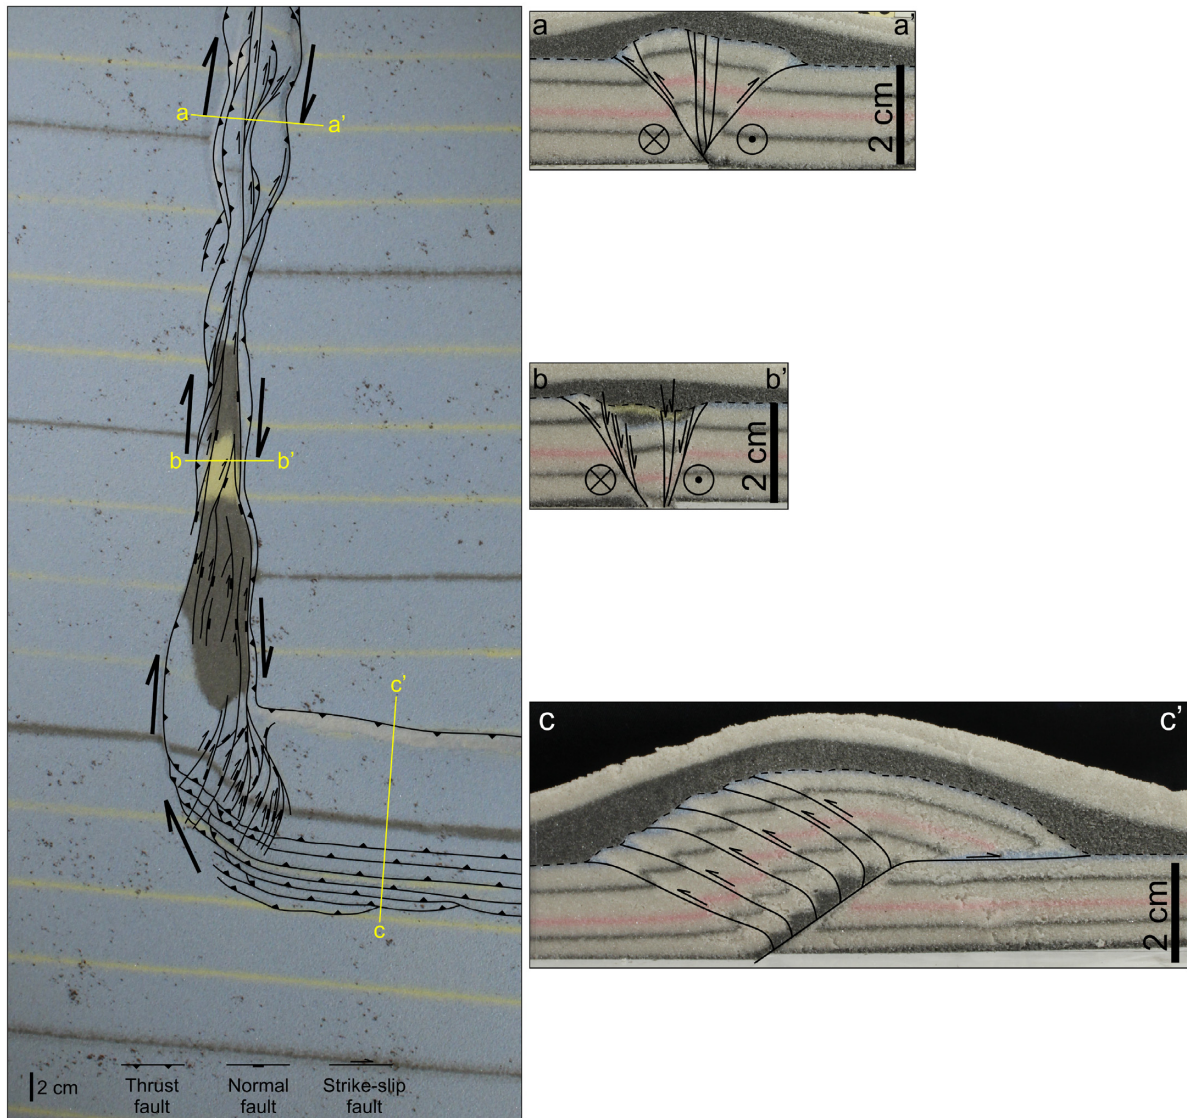 a
a'
b
b'
c'
c
2 cm
Thrust
fault
Normal
fault
Strike-slip
fault
a
a'
2 cm
b
b'
2 cm
c
c'
2 cm